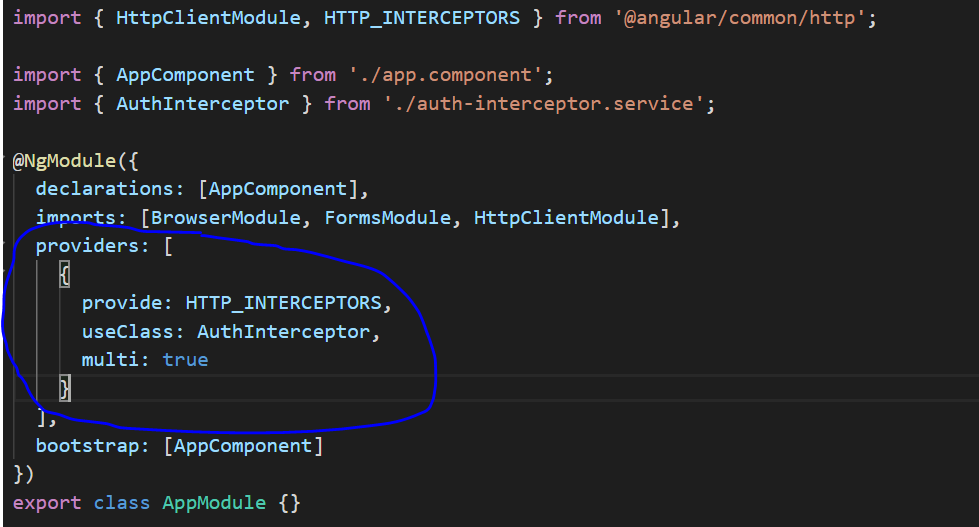 import { HttpClientModule, HTTP_INTERCEPTORS } from '@angular/common/http';
import { AppComponent } from './app.component';
import { AuthInterceptor } from './auth-interceptor.service';
@NgModule({
declarations: [AppComponent],
imports: [BrowserModule, FormsModule, HttpClientModule],
providers: [
{
provide: HTTP_INTERCEPTORS,
useClass: AuthInterceptor,
multi: true
}
],
bootstrap: [AppComponent]
})
export class AppModule {}